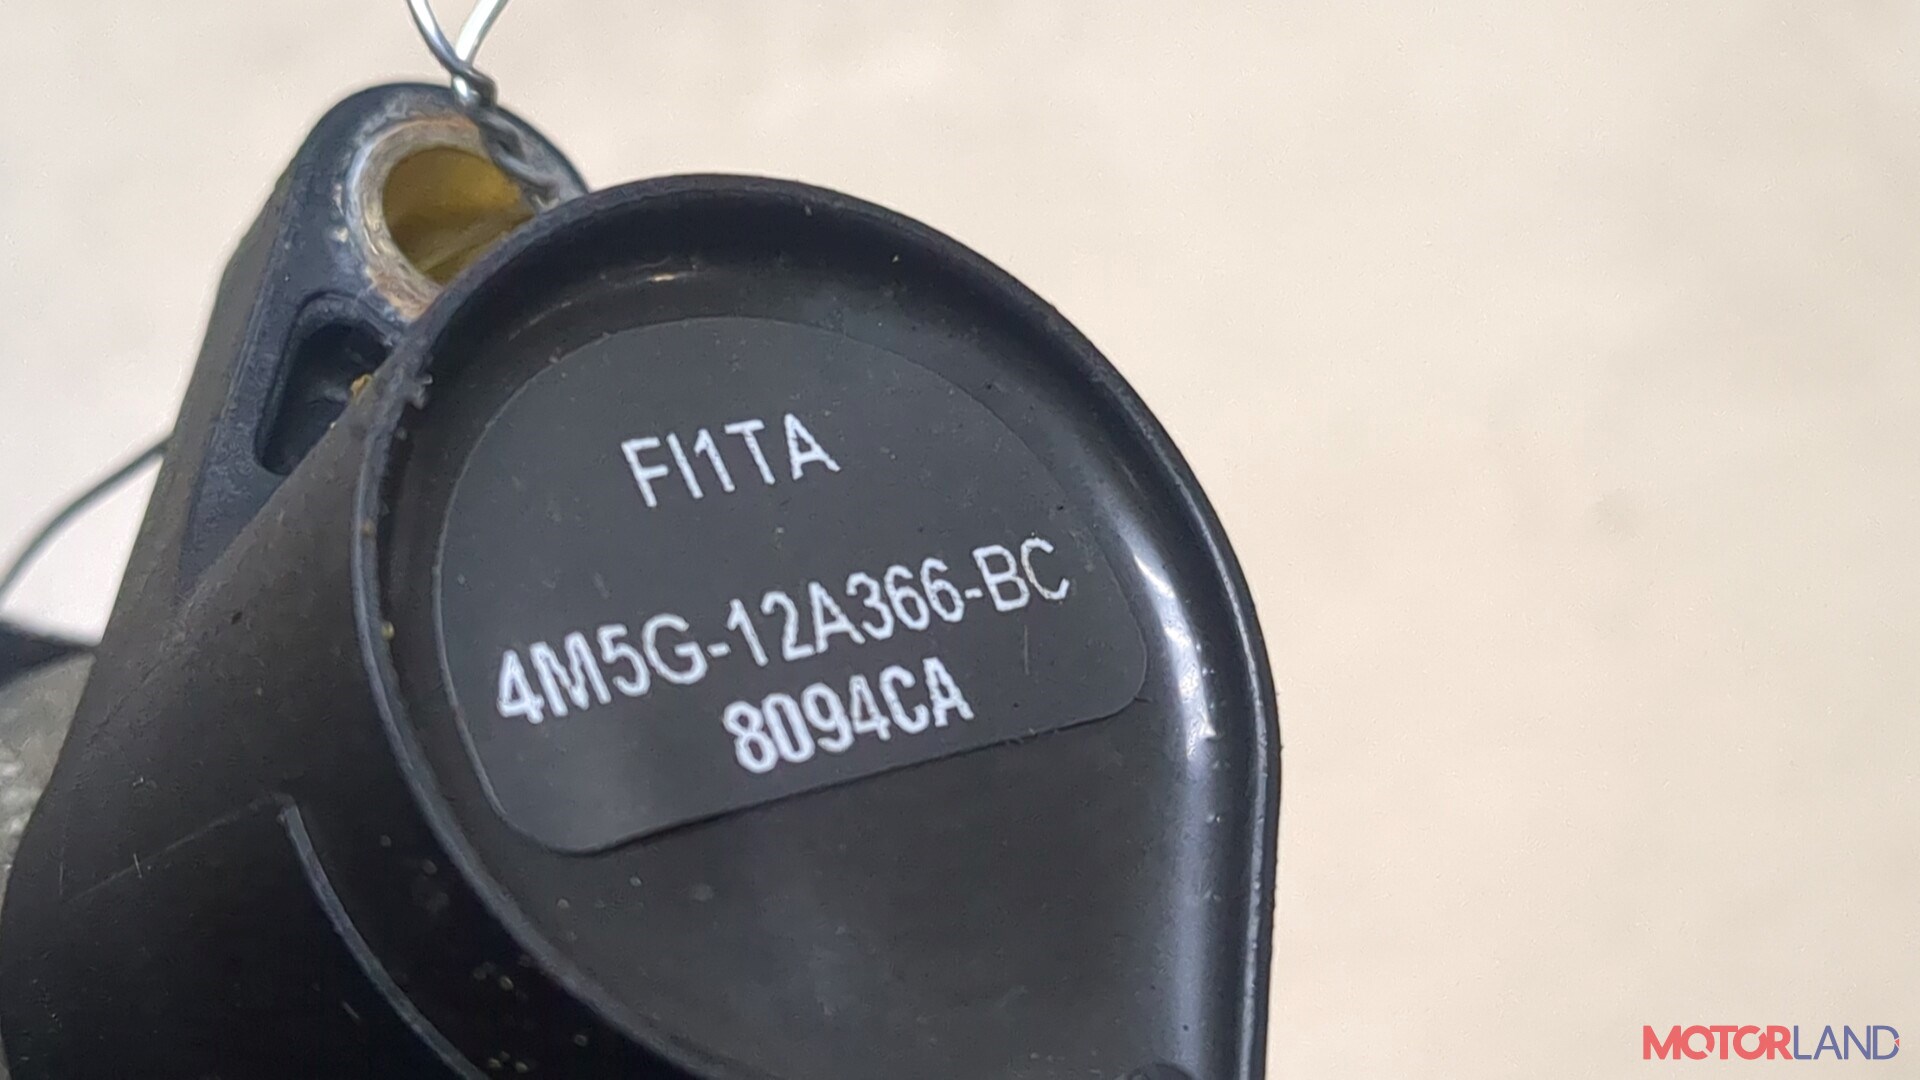 FI1TA
4M5G-12A366-BC
8094CA
MOTORLAND